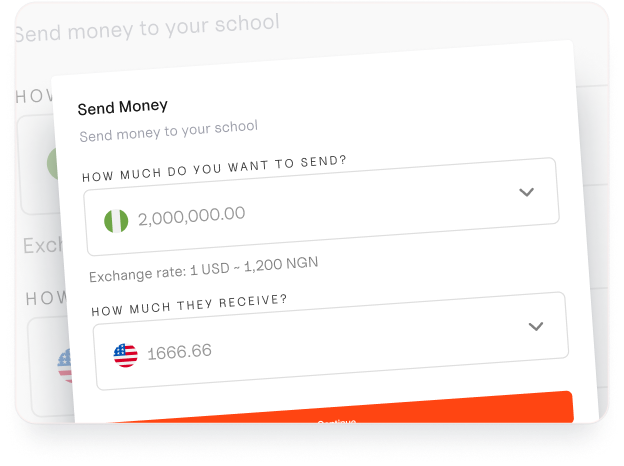 Send money to your school
HOW
Send Money
Send money to your school
HOW MUCH DO YOU WANT TO SEND?
2,000,000.00
Exch
Exchange rate: 1 USD ~ 1,200 NGN
HOW
HOW MUCH THEY RECEIVE?
1666.66
Continue